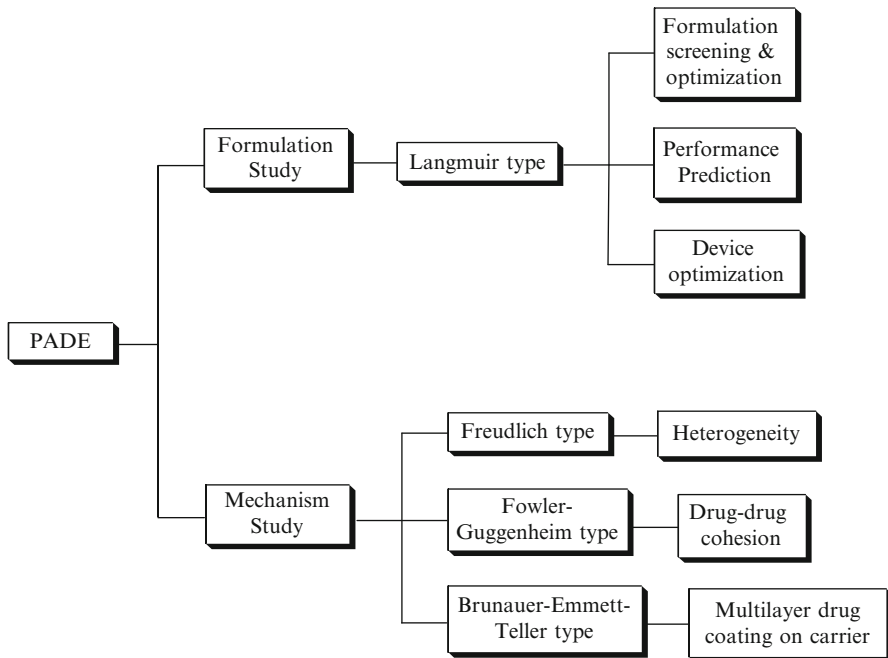 Formulation
screening &
optimization
Formulation
Study
Langmuir type
Performance
Prediction
Device
optimization
PADE
Freudlich type
Heterogeneity
Mechanism
Study
Fowler-
Guggenheim type
Drug-drug
cohesion
Brunauer-Emmett-
Teller type
Multilayer drug
coating on carrier